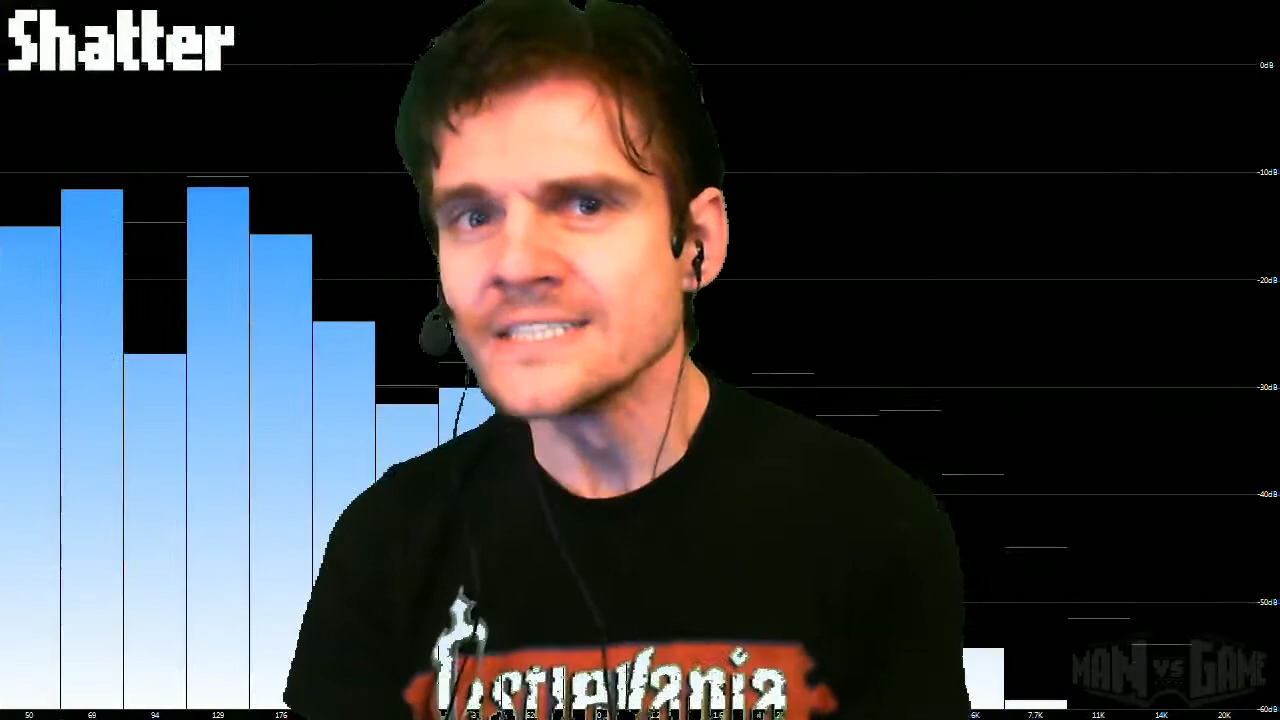 Shatter
0dB
-10dB
-20dB
-30dB
-40dB
-50dB
-60dB
Castlevania
MAN VS GAME
50 69 94 129 176 6K 7.7K 11K 14K 20K